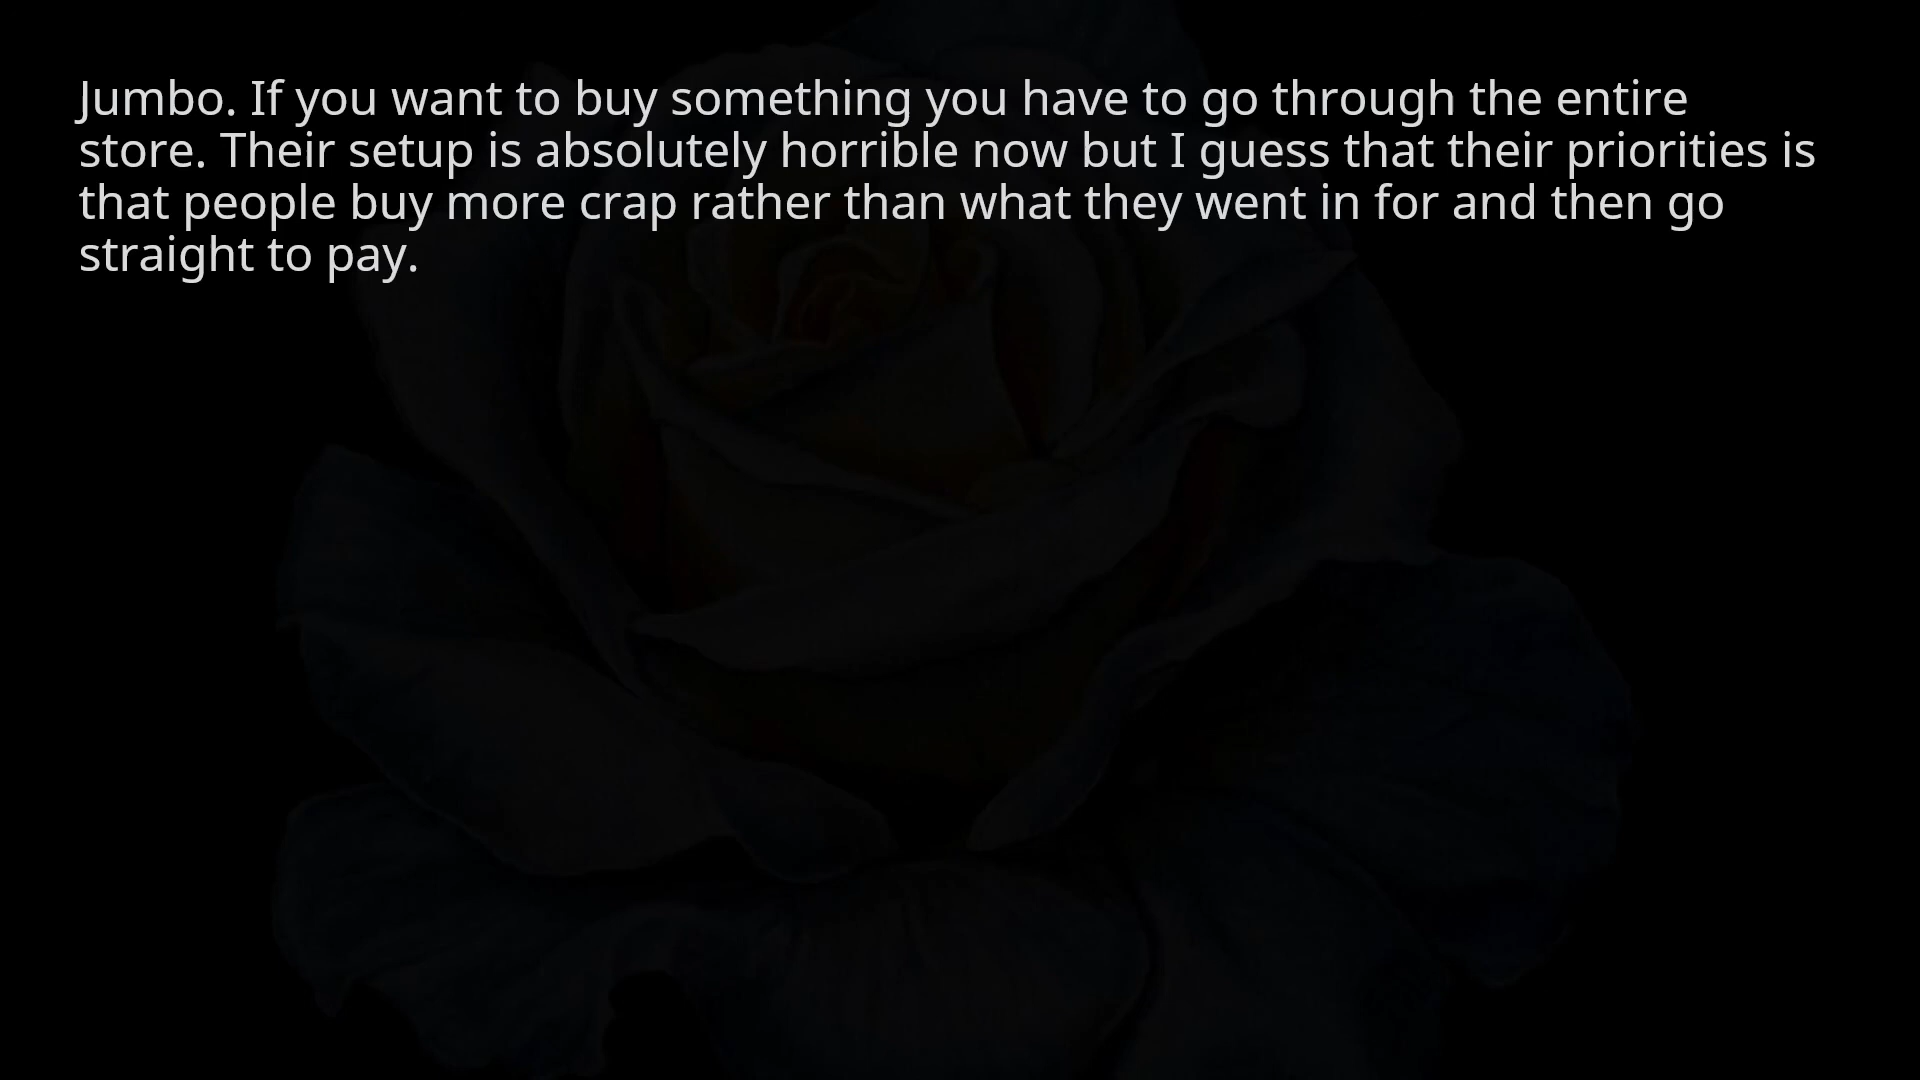 Jumbo. If you want to buy something you have to go through the entire
store. Their setup is absolutely horrible now but I guess that their priorities is
that people buy more crap rather than what they went in for and then go
straight to pay.